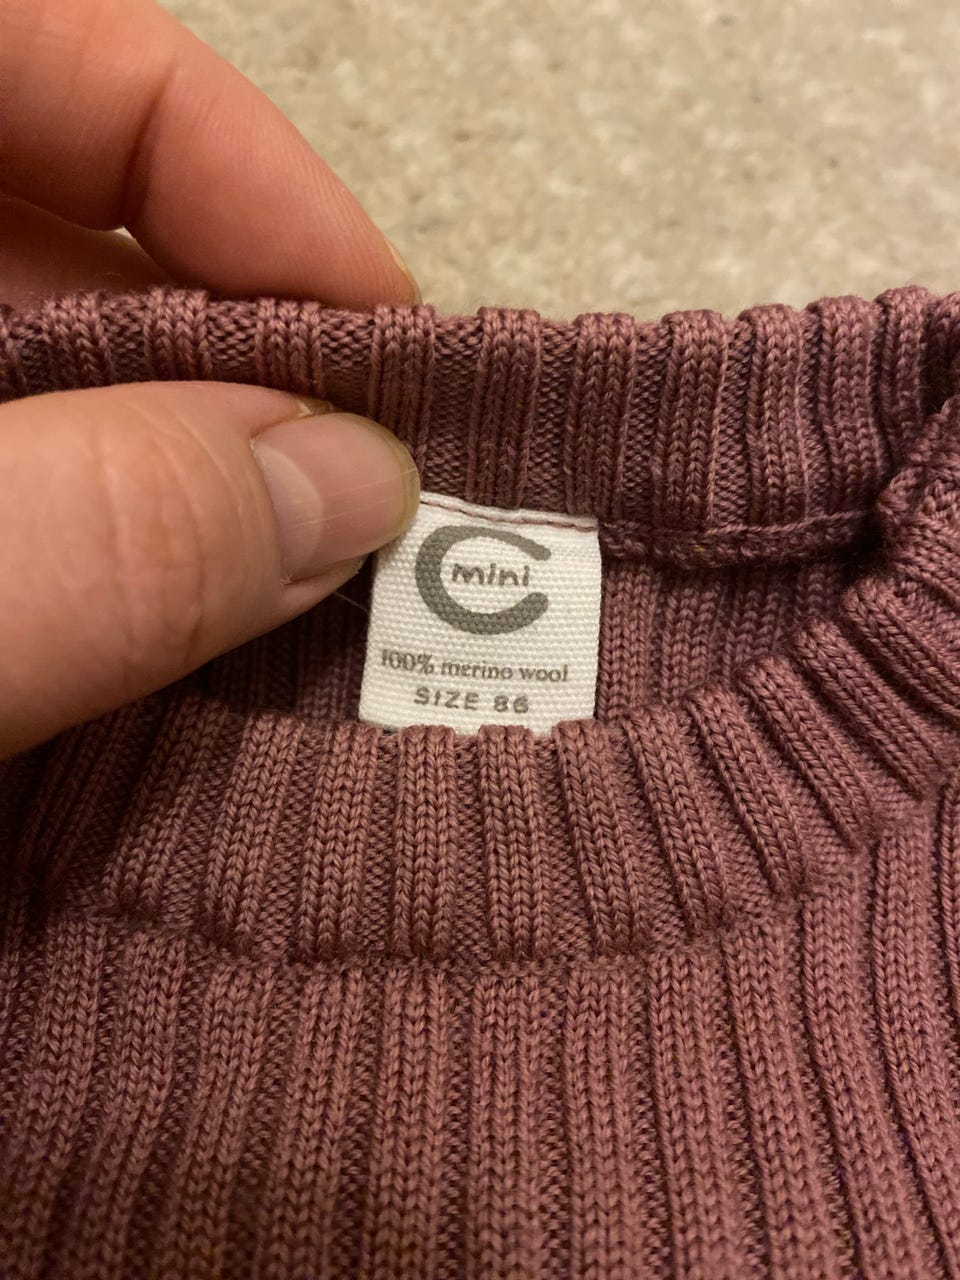 C
mini
100% merino wool
SIZE 86